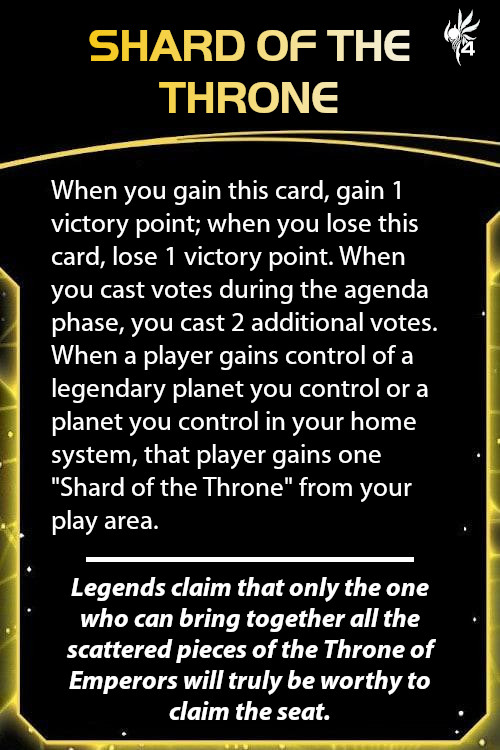 SHARD OF THE
THRONE
4
When you gain this card, gain 1
victory point; when you lose this
card, lose 1 victory point. When
you cast votes during the agenda
phase, you cast 2 additional votes.
When a player gains control of a
legendary planet you control or a
planet you control in your home
system, that player gains one
"Shard of the Throne" from your
play area.
Legends claim that only the one
who can bring together all the
scattered pieces of the Throne of
Emperors will truly be worthy to
claim the seat.